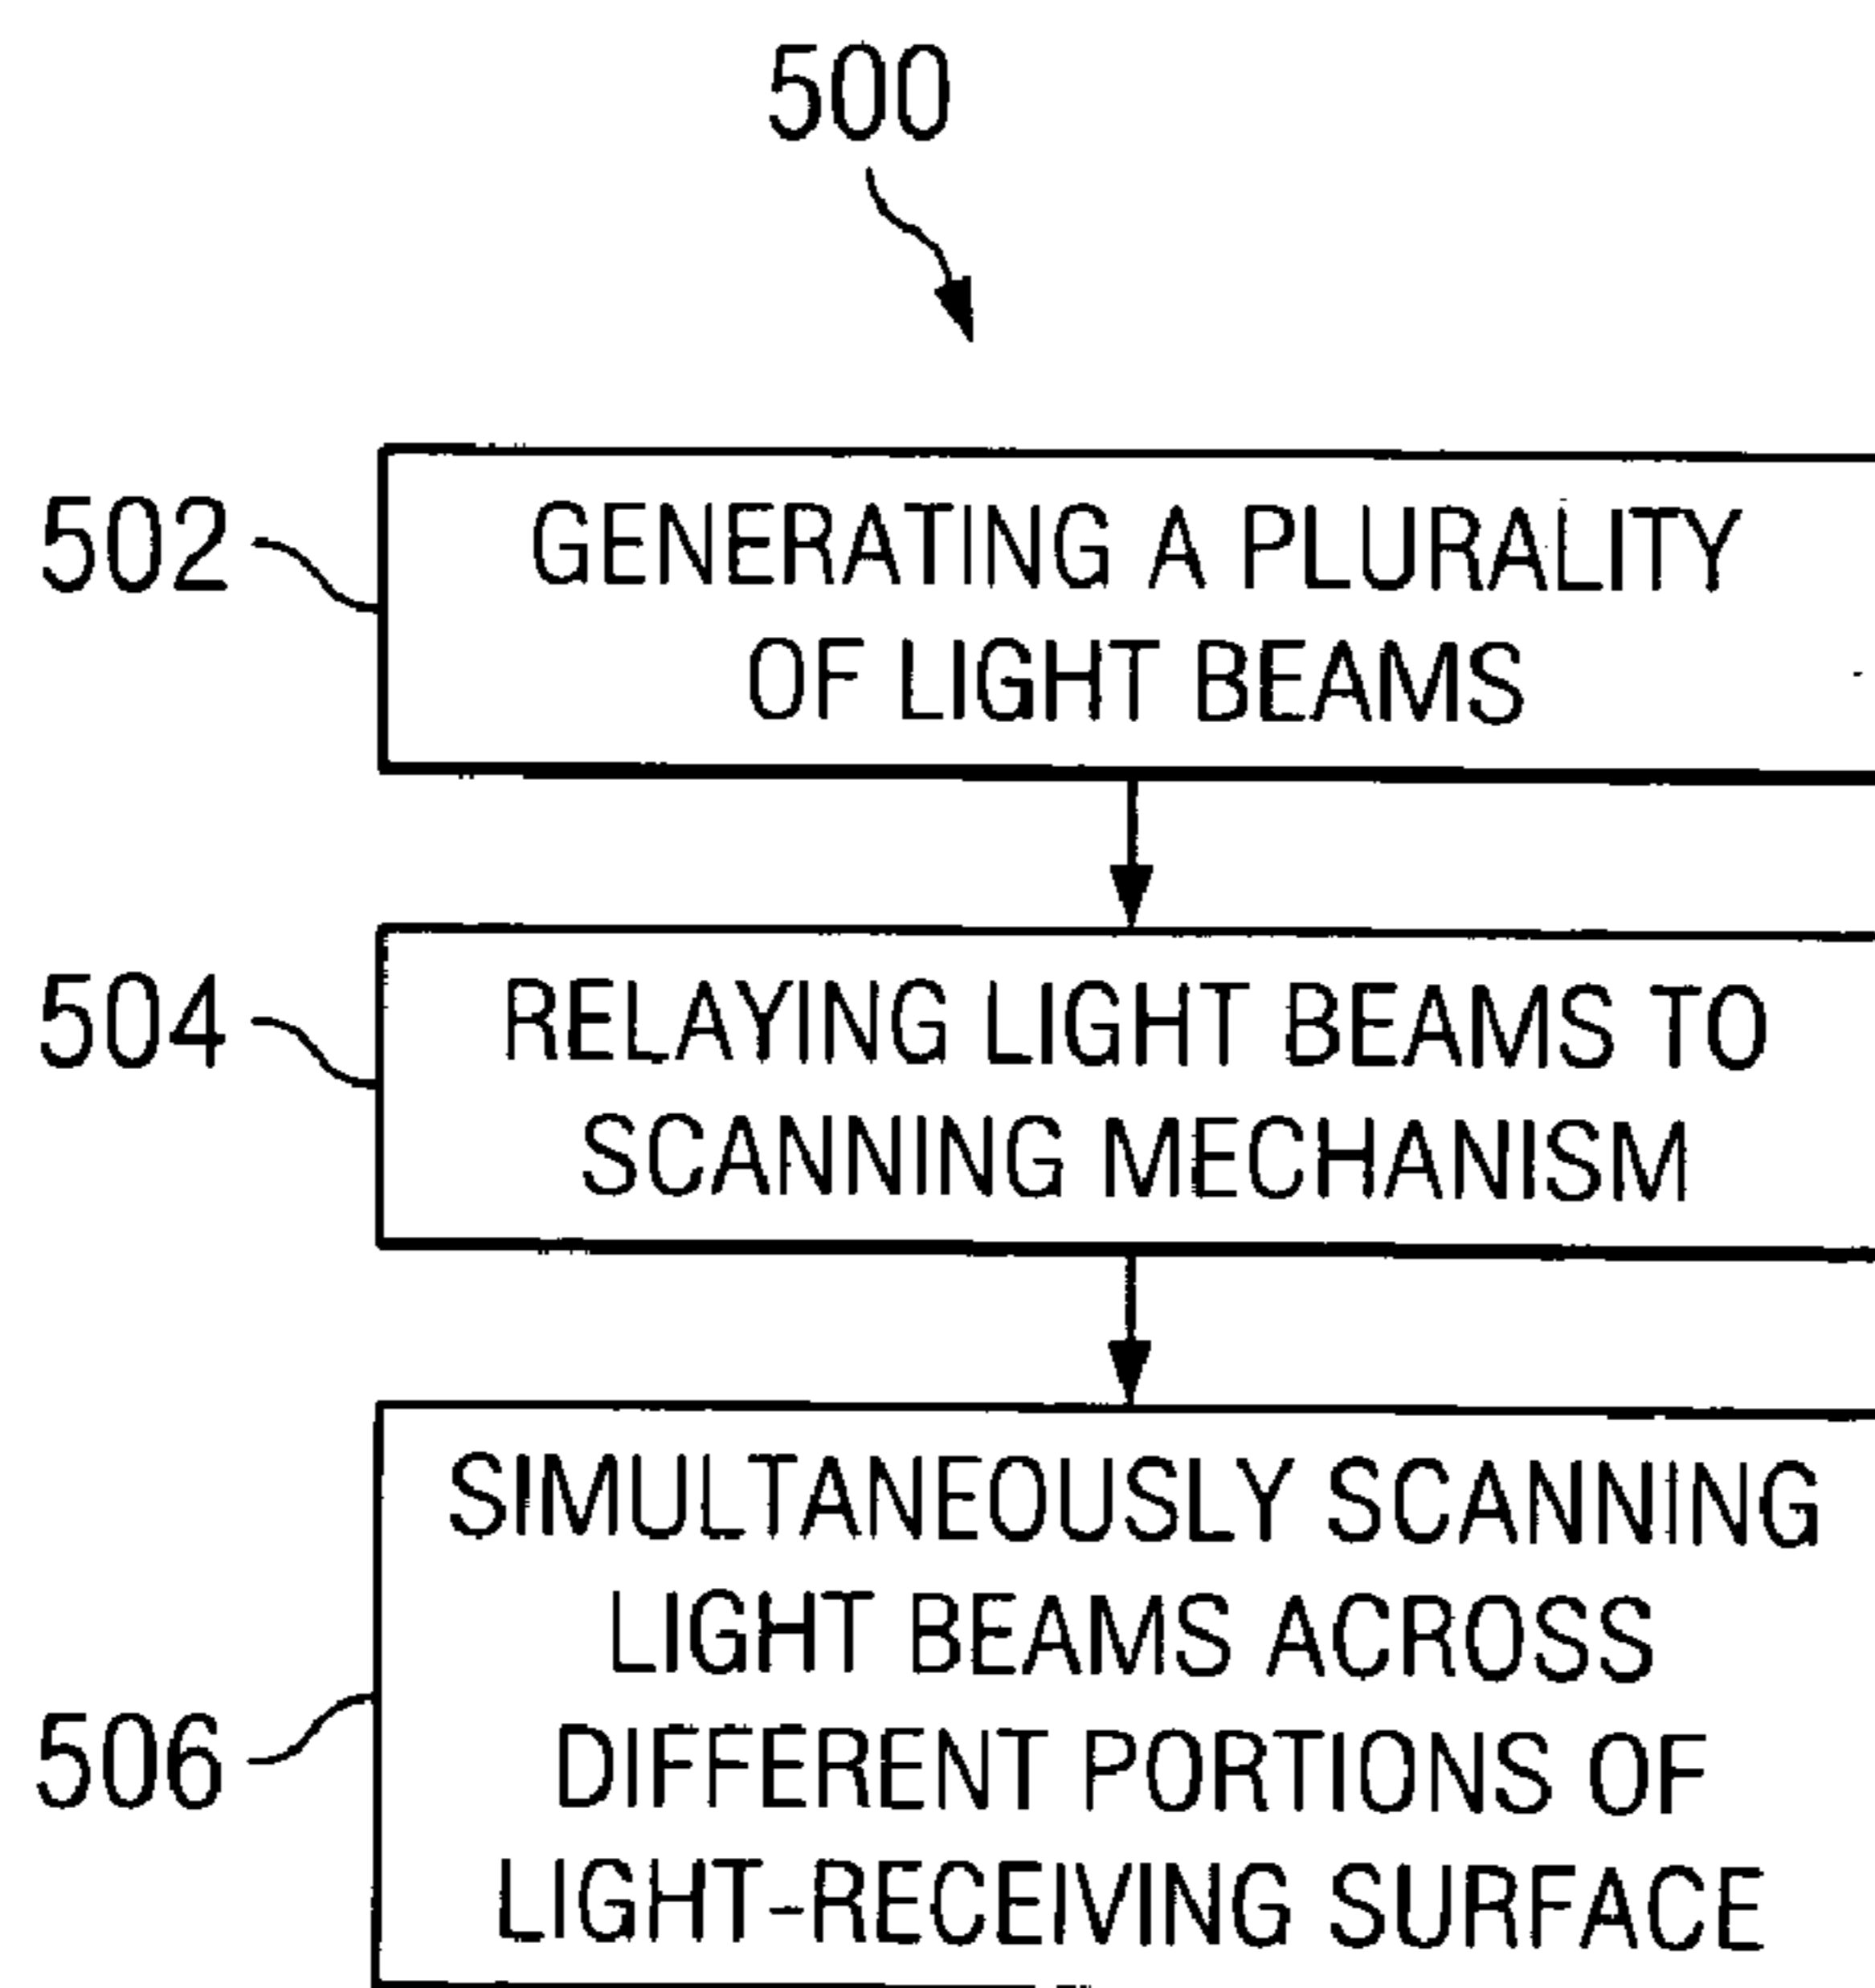 500
502
GENERATING A PLURALITY
OF LIGHT BEAMS
504
RELAYING LIGHT BEAMS TO
SCANNING MECHANISM
SIMULTANEOUSLY SCANNING
LIGHT BEAMS ACROSS
506
DIFFERENT PORTIONS OF
LIGHT-RECEIVING SURFACE